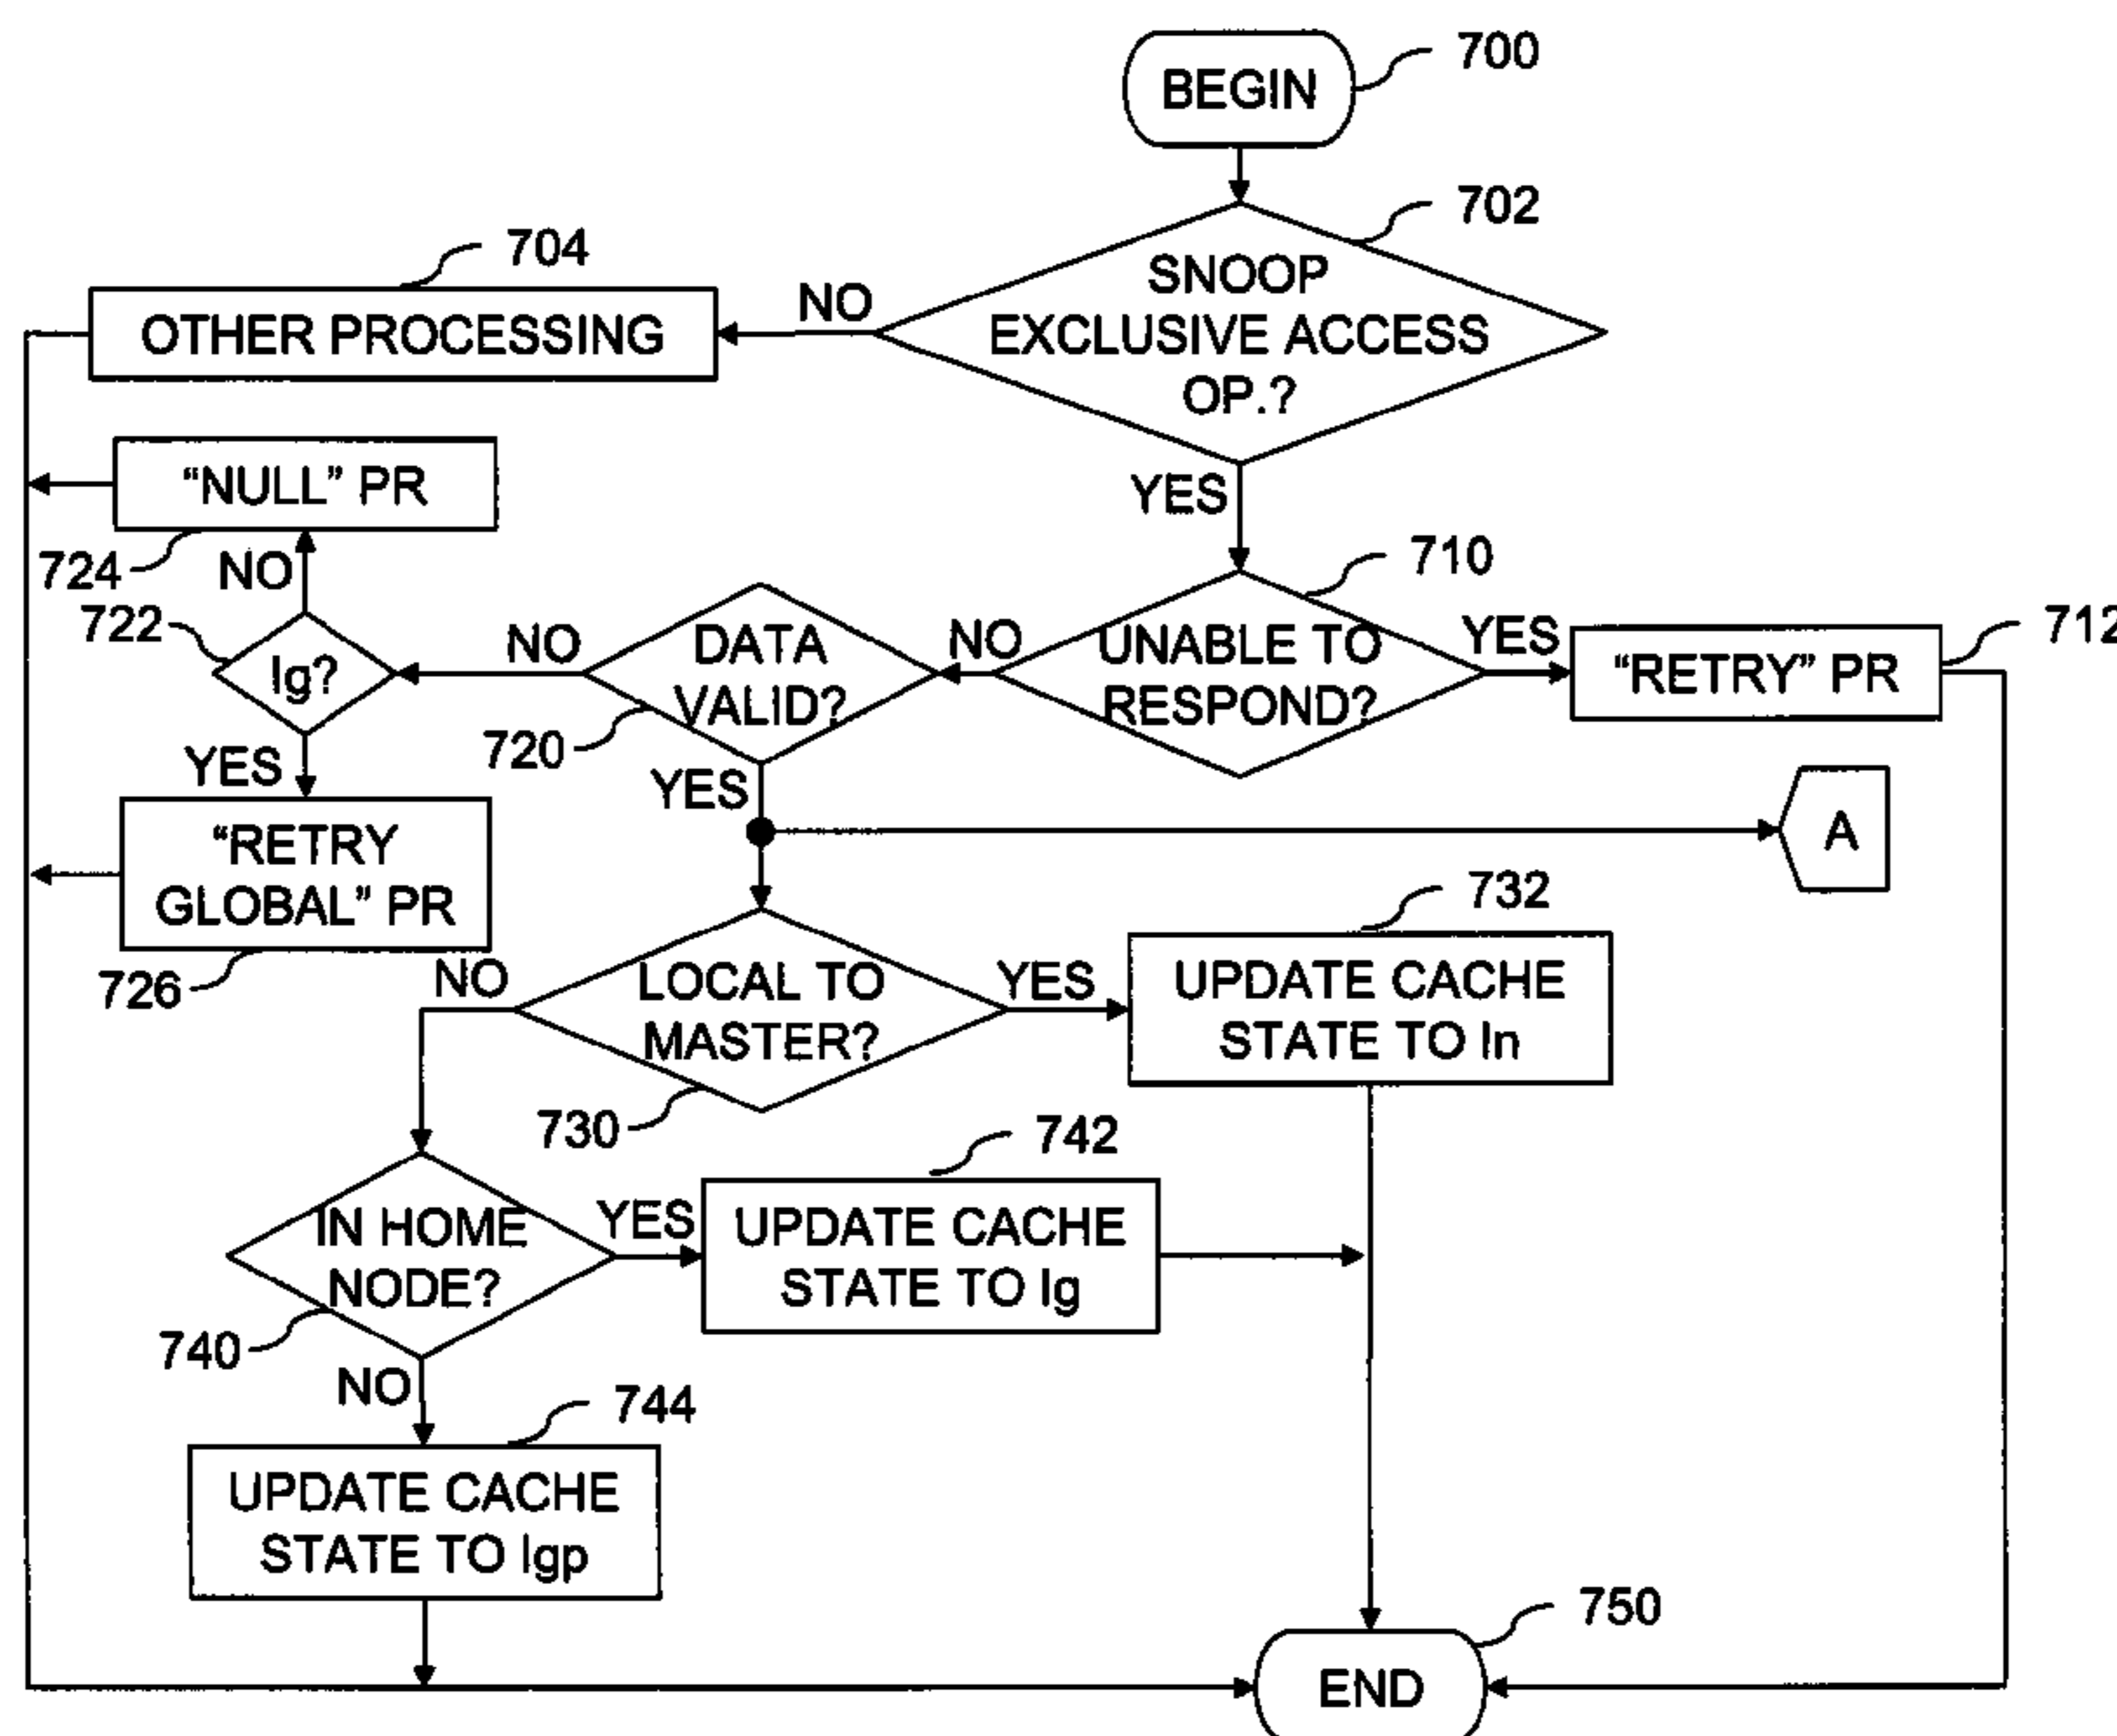 BEGIN
700
702
SNOOP
EXCLUSIVE ACCESS
OP.?
704
OTHER PROCESSING
NO
YES
"NULL" PR
724
NO
722
Ig?
YES
"RETRY
GLOBAL" PR
726
NO
DATA
VALID?
720
YES
NO
710
UNABLE TO
RESPOND?
YES
712
"RETRY" PR
A
NO
LOCAL TO
MASTER?
730
YES
732
UPDATE CACHE
STATE TO In
IN HOME
NODE?
740
YES
742
UPDATE CACHE
STATE TO Ig
NO
744
UPDATE CACHE
STATE TO Igp
750
END